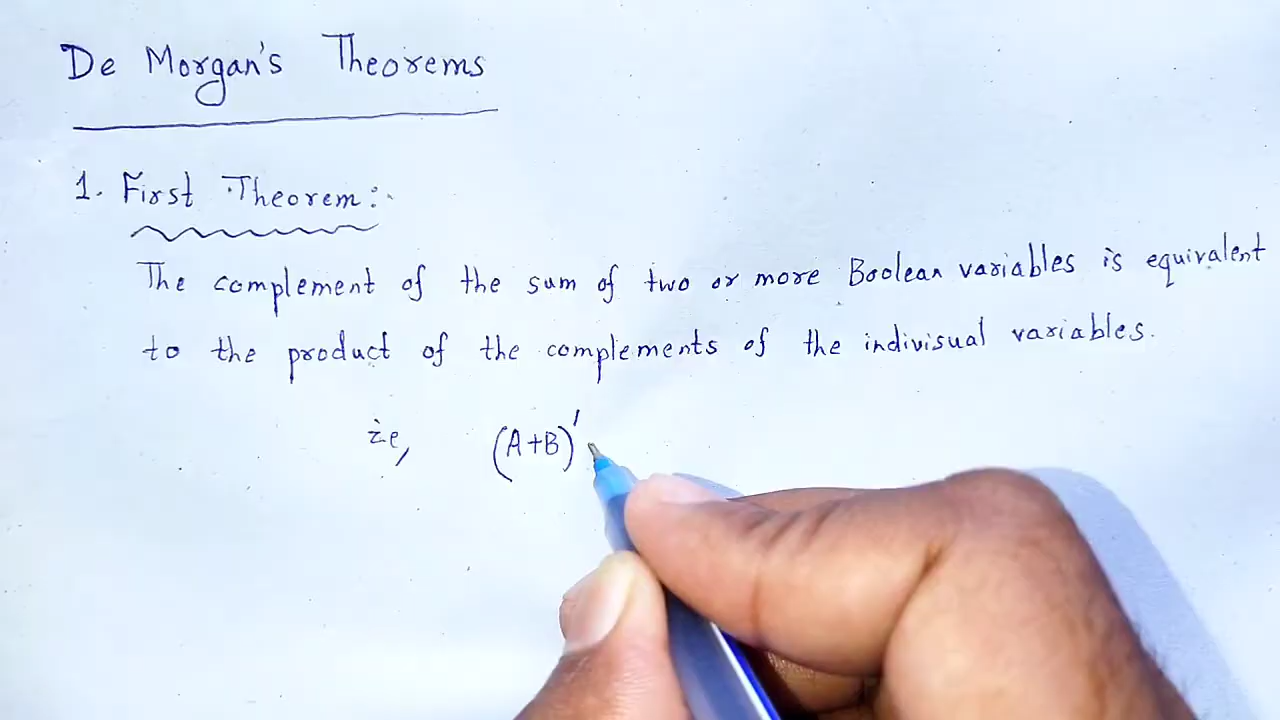 De Morgan's Theorems
1. First Theorem:-
The complement of the sum of two or more Boolean variables is equivalent
to the product of the complements of the indivisual variables.
ie, (A+B)'